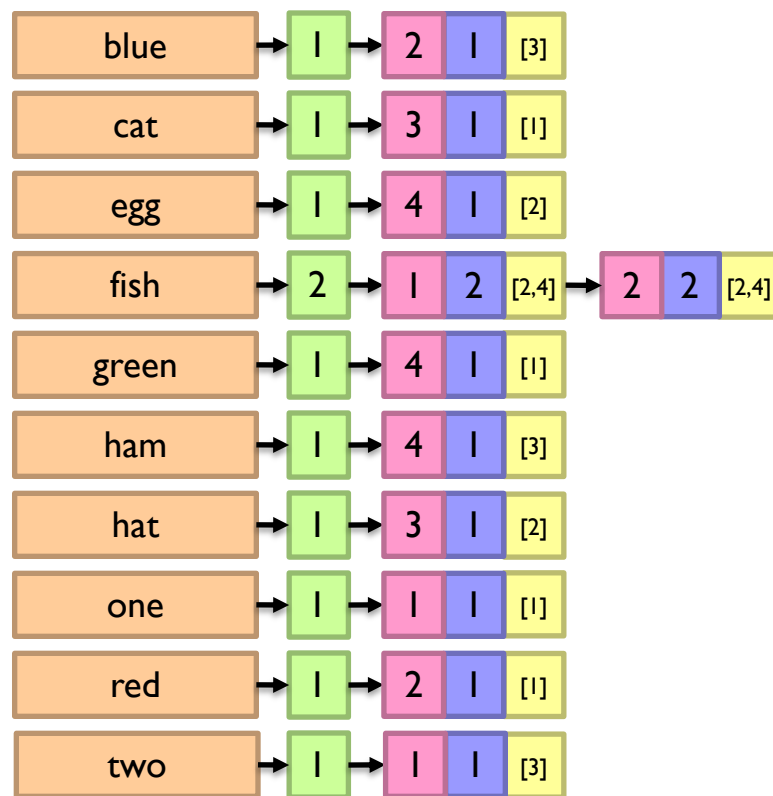 blue 1 2 1 [3]
cat 1 3 1 [1]
egg 1 4 1 [2]
fish 2 1 2 [2,4] 2 2 [2,4]
green 1 4 1 [1]
ham 1 4 1 [3]
hat 1 3 1 [2]
one 1 1 1 [1]
red 1 2 1 [1]
two 1 1 1 [3]